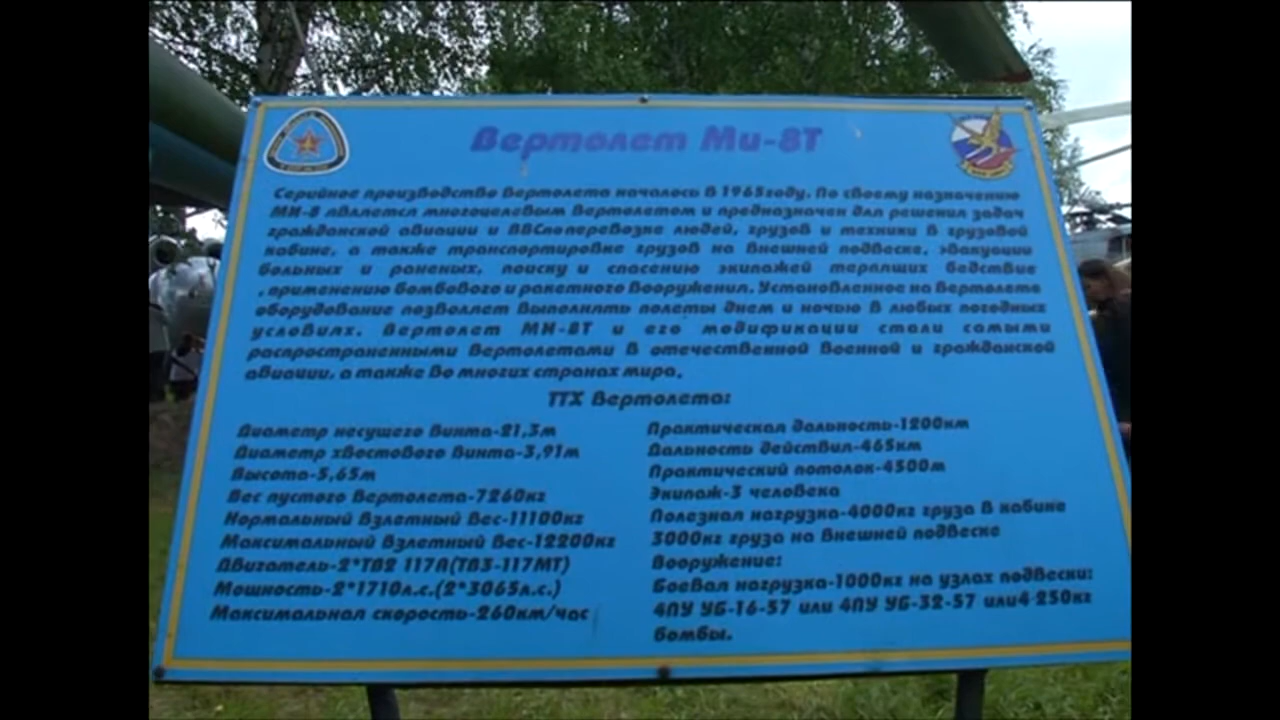 Вертолет Ми-8Т
Серийное производство вертолета началось в 1965году. По своему назначению
МИ-8 является многоцелевым вертолетом и предназначен для решения задач
гражданской авиации и ВВСпоперевозке людей, грузов и техники в грузовой
кабине, а также транспортировке грузов на внешней подвеске, эвакуации
больных и раненых, поиску и спасению экипажей терпящих бедствие
,применению бомбового и ракетного вооружения. Установленное на вертолете
оборудование позволяет выполнять полеты днем и ночью в любых погодных
условиях. Вертолет МИ-8Т и его модификации стали самыми
распространенными вертолетами в отечественной военной и гражданской
авиации, а также во многих странах мира.
ТТХ вертолета:
Диаметр несущего винта-21,3м
Диаметр хвостового винта-3,91м
Высота-5,65м
Вес пустого вертолета-7260кг
Нормальный взлетный вес-11100кг
Максимальный взлетный вес-12200кг
Двигатель-2*ТВ2 117А(ТВ3-117МТ)
Мощность-2*1710л.с.(2*3065л.с.)
Максимальная скорость-260км/час
Практическая дальность-1200км
Дальность действия-465км
Практический потолок-4500м
Экипаж-3 человека
Полезная нагрузка-4000кг груза в кабине
3000кг груза на внешней подвеске
Вооружение:
Боевая нагрузка-1000кг на узлах подвески:
4ПУ УБ-16-57 или 4ПУ УБ-32-57 или4 250кг
бомбы.